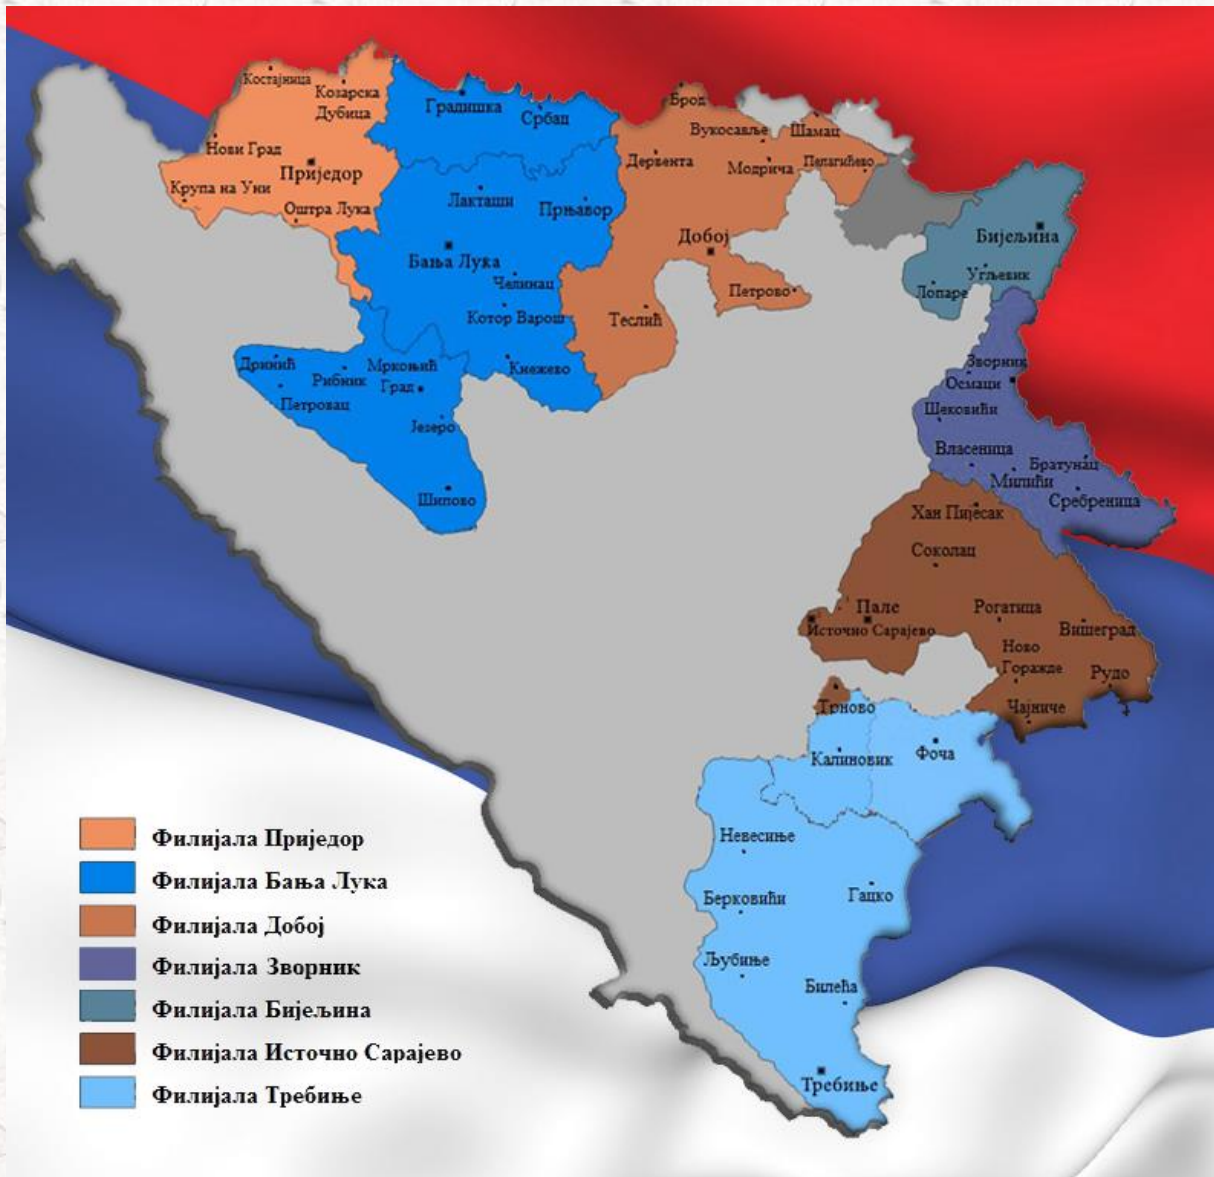 Костајница
Козарска
Дубица
Нови Град
Приједор
Крупа на Уни
Оштра Лука
Градишка
Србац
Лакташи
Прњавор
Бања Лука
Челинац
Котор Варош
Кнежево
Дринић
Рибник
Мркоњић
Град
Петровац
Језеро
Шипово
Брод
Вукосавље
Шамац
Дервента
Модрича
Пелагићево
Добој
Петрово
Теслић
Бијељина
Угљевик
Лопаре
Зворник
Осмаци
Шековићи
Власеница
Братунац
Милићи
Сребреница
Хан Пијесак
Соколац
Пале
Источно Сарајево
Рогатица
Вишеград
Ново
Горажде
Рудо
Чајниче
Трново
Калиновик
Фоча
Невесиње
Берковићи
Гацко
Љубиње
Билећа
Требиње
Филијала Приједор
Филијала Бања Лука
Филијала Добој
Филијала Зворник
Филијала Бијељина
Филијала Источно Сарајево
Филијала Требиње